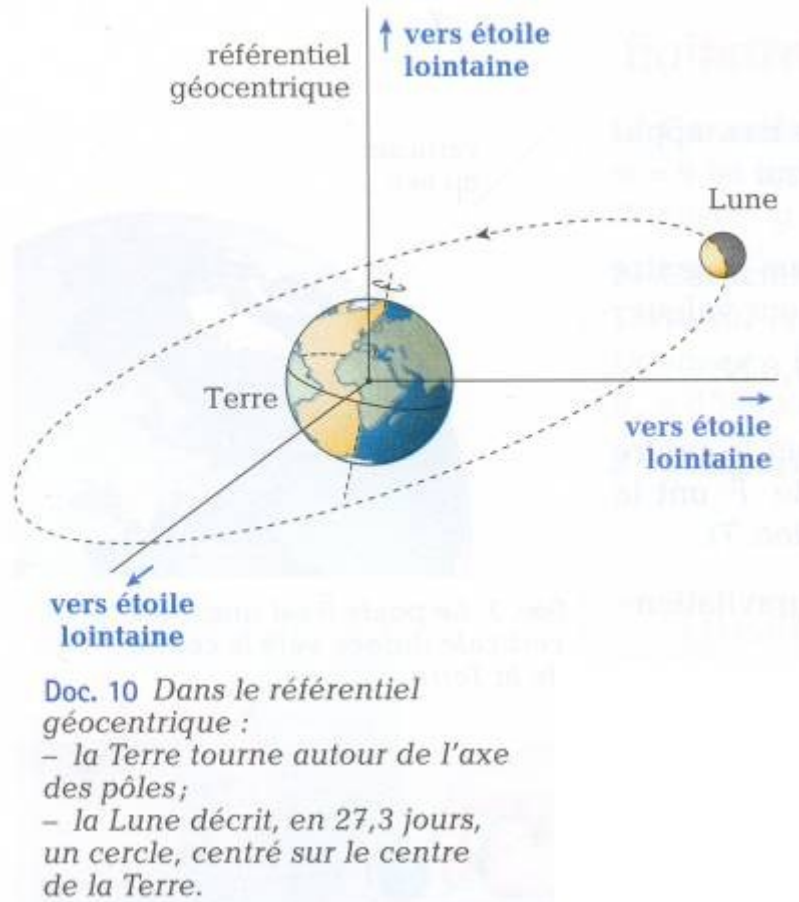 référentiel
géocentrique
vers étoile
lointaine
Lune
Terre
vers étoile
lointaine
vers étoile
lointaine
Doc. 10 Dans le référentiel
géocentrique :
– la Terre tourne autour de l'axe
des pôles;
– la Lune décrit, en 27,3 jours,
un cercle, centré sur le centre
de la Terre.